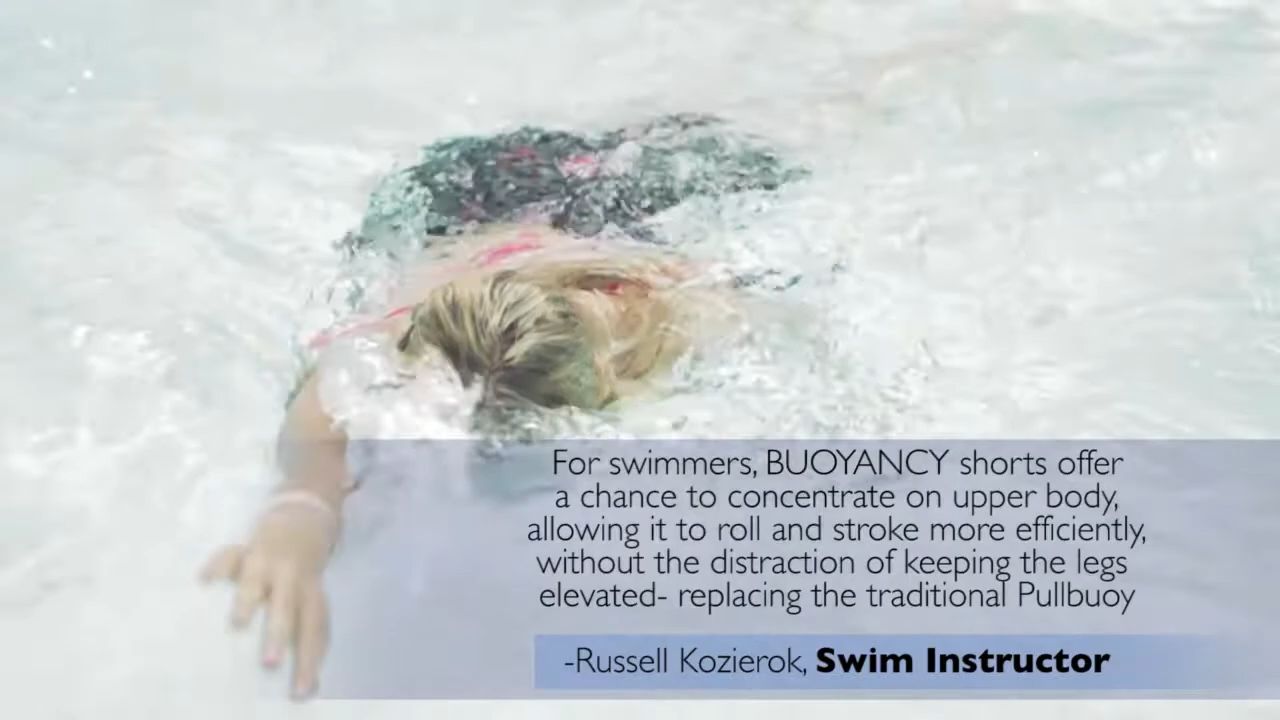 For swimmers, BUOYANCY shorts offer
a chance to concentrate on upper body,
allowing it to roll and stroke more efficiently,
without the distraction of keeping the legs
elevated- replacing the traditional Pullbuoy
-Russell Kozierok, Swim Instructor